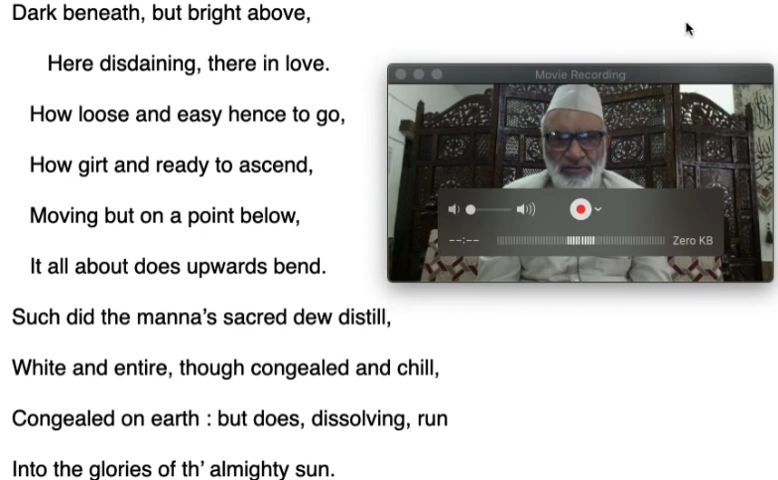 Dark beneath, but bright above,
Here disdaining, there in love.
How loose and easy hence to go,
How girt and ready to ascend,
Moving but on a point below,
It all about does upwards bend.
Such did the manna’s sacred dew distill,
White and entire, though congealed and chill,
Congealed on earth : but does, dissolving, run
Into the glories of th’ almighty sun.
Movie Recording
--:--
Zero KB